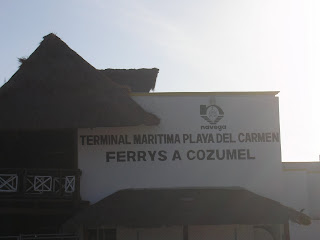 navega
TERMINAL MARITIMA PLAYA DEL CARMEN
FERRYS A COZUMEL